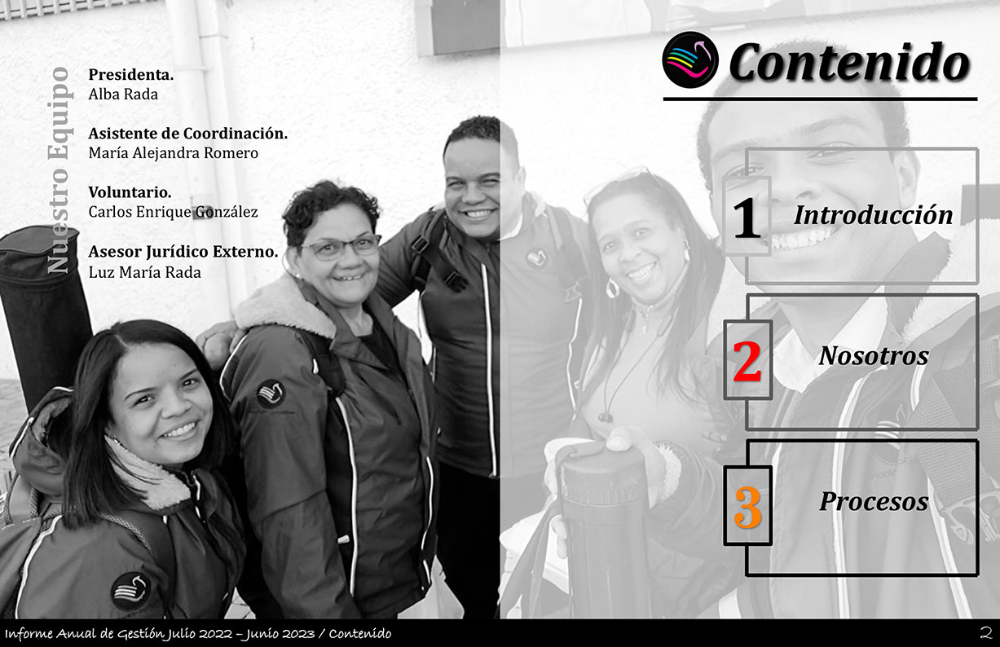 Nuestro Equipo
Presidenta.
Alba Rada
Asistente de Coordinación.
María Alejandra Romero
Voluntario.
Carlos Enrique González
Asesor Jurídico Externo.
Luz María Rada
Contenido
1
Introducción
2
Nosotros
3
Procesos
Informe Anual de Gestión Julio 2022 – Junio 2023 / Contenido
2